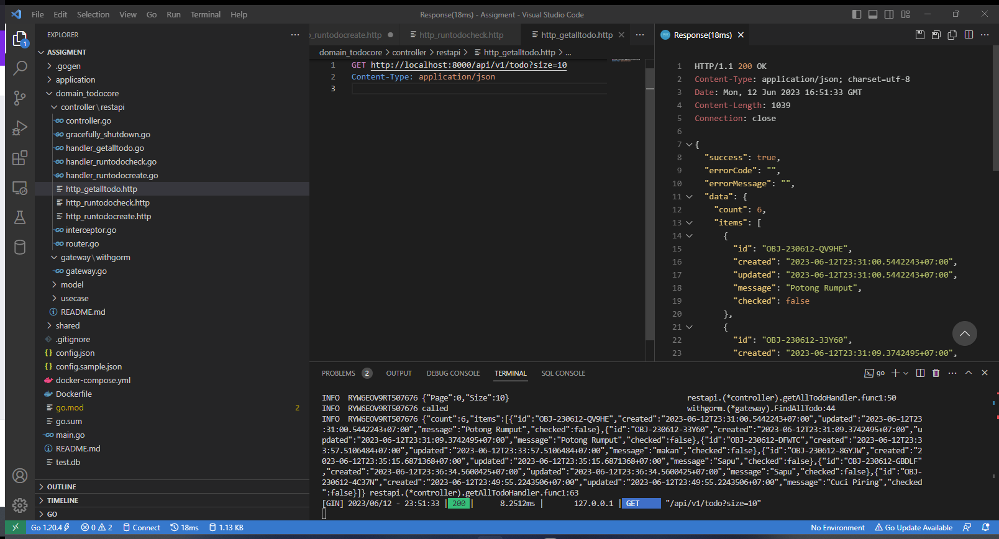 File Edit Selection View Go Run Terminal Help
Response(18ms) - Assigment - Visual Studio Code
1
EXPLORER
ASSIGMENT
.gogen
application
domain_todocore
controller\restapi
controller.go
gracefully_shutdown.go
handler_getalltodo.go
handler_runtodocheck.go
handler_runtodocreate.go
http_getalltodo.http
http_runtodocheck.http
http_runtodocreate.http
interceptor.go
router.go
gateway\withgorm
gateway.go
model
usecase
README.md
shared
.gitignore
config.json
config.sample.json
docker-compose.yml
Dockerfile
go.mod 2
go.sum
main.go
README.md
test.db
OUTLINE
TIMELINE
GO
_runtodocreate.http http_runtodocheck.http http_getalltodo.http
domain_todocore > controller > restapi > http_getalltodo.http > ...
1 GET http://localhost:8000/api/v1/todo?size=10
2 Content-Type: application/json
3
Response(18ms)
1 HTTP/1.1 200 OK
2 Content-Type: application/json; charset=utf-8
3 Date: Mon, 12 Jun 2023 16:51:33 GMT
4 Content-Length: 1039
5 Connection: close
6
7 {
8 "success": true,
9 "errorCode": "",
10 "errorMessage": "",
11 "data": {
12 "count": 6,
13 "items": [
14 {
15 "id": "OBJ-230612-QV9HE",
16 "created": "2023-06-12T23:31:00.5442243+07:00",
17 "updated": "2023-06-12T23:31:00.5442243+07:00",
18 "message": "Potong Rumput",
19 "checked": false
20 },
21 {
22 "id": "OBJ-230612-33Y60",
23 "created": "2023-06-12T23:31:09.3742495+07:00",
PROBLEMS 2 OUTPUT DEBUG CONSOLE TERMINAL SQL CONSOLE
go
INFO RYW6EOV9RT507676 {"Page":0,"Size":10} restapi.(*controller).getAllTodoHandler.func1:50
INFO RYW6EOV9RT507676 called withgorm.(*gateway).FindAllTodo:44
INFO RYW6EOV9RT507676 {"count":6,"items":[{"id":"OBJ-230612-QV9HE","created":"2023-06-12T23:31:00.5442243+07:00","updated":"2023-06-12T23
:31:00.5442243+07:00","message":"Potong Rumput","checked":false},{"id":"OBJ-230612-33Y60","created":"2023-06-12T23:31:09.3742495+07:00","u
pdated":"2023-06-12T23:31:09.3742495+07:00","message":"Potong Rumput","checked":false},{"id":"OBJ-230612-DFWTC","created":"2023-06-12T23:3
3:57.5106484+07:00","updated":"2023-06-12T23:33:57.5106484+07:00","message":"makan","checked":false},{"id":"OBJ-230612-8GYJW","created":"2
023-06-12T23:35:15.6871368+07:00","updated":"2023-06-12T23:35:15.6871368+07:00","message":"Sapu","checked":false},{"id":"OBJ-230612-GBDLF"
,"created":"2023-06-12T23:36:34.5600425+07:00","updated":"2023-06-12T23:36:34.5600425+07:00","message":"Sapu","checked":false},{"id":"OBJ-
230612-4C37N","created":"2023-06-12T23:49:55.2243506+07:00","updated":"2023-06-12T23:49:55.2243506+07:00","message":"Cuci Piring","checked
":false}]} restapi.(*controller).getAllTodoHandler.func1:63
[GIN] 2023/06/12 - 23:51:33 | 200 | 8.2512ms | 127.0.0.1 | GET "/api/v1/todo?size=10"
Go 1.20.4 0 2 Connect 18ms 1.13 KB No Environment Go Update Available